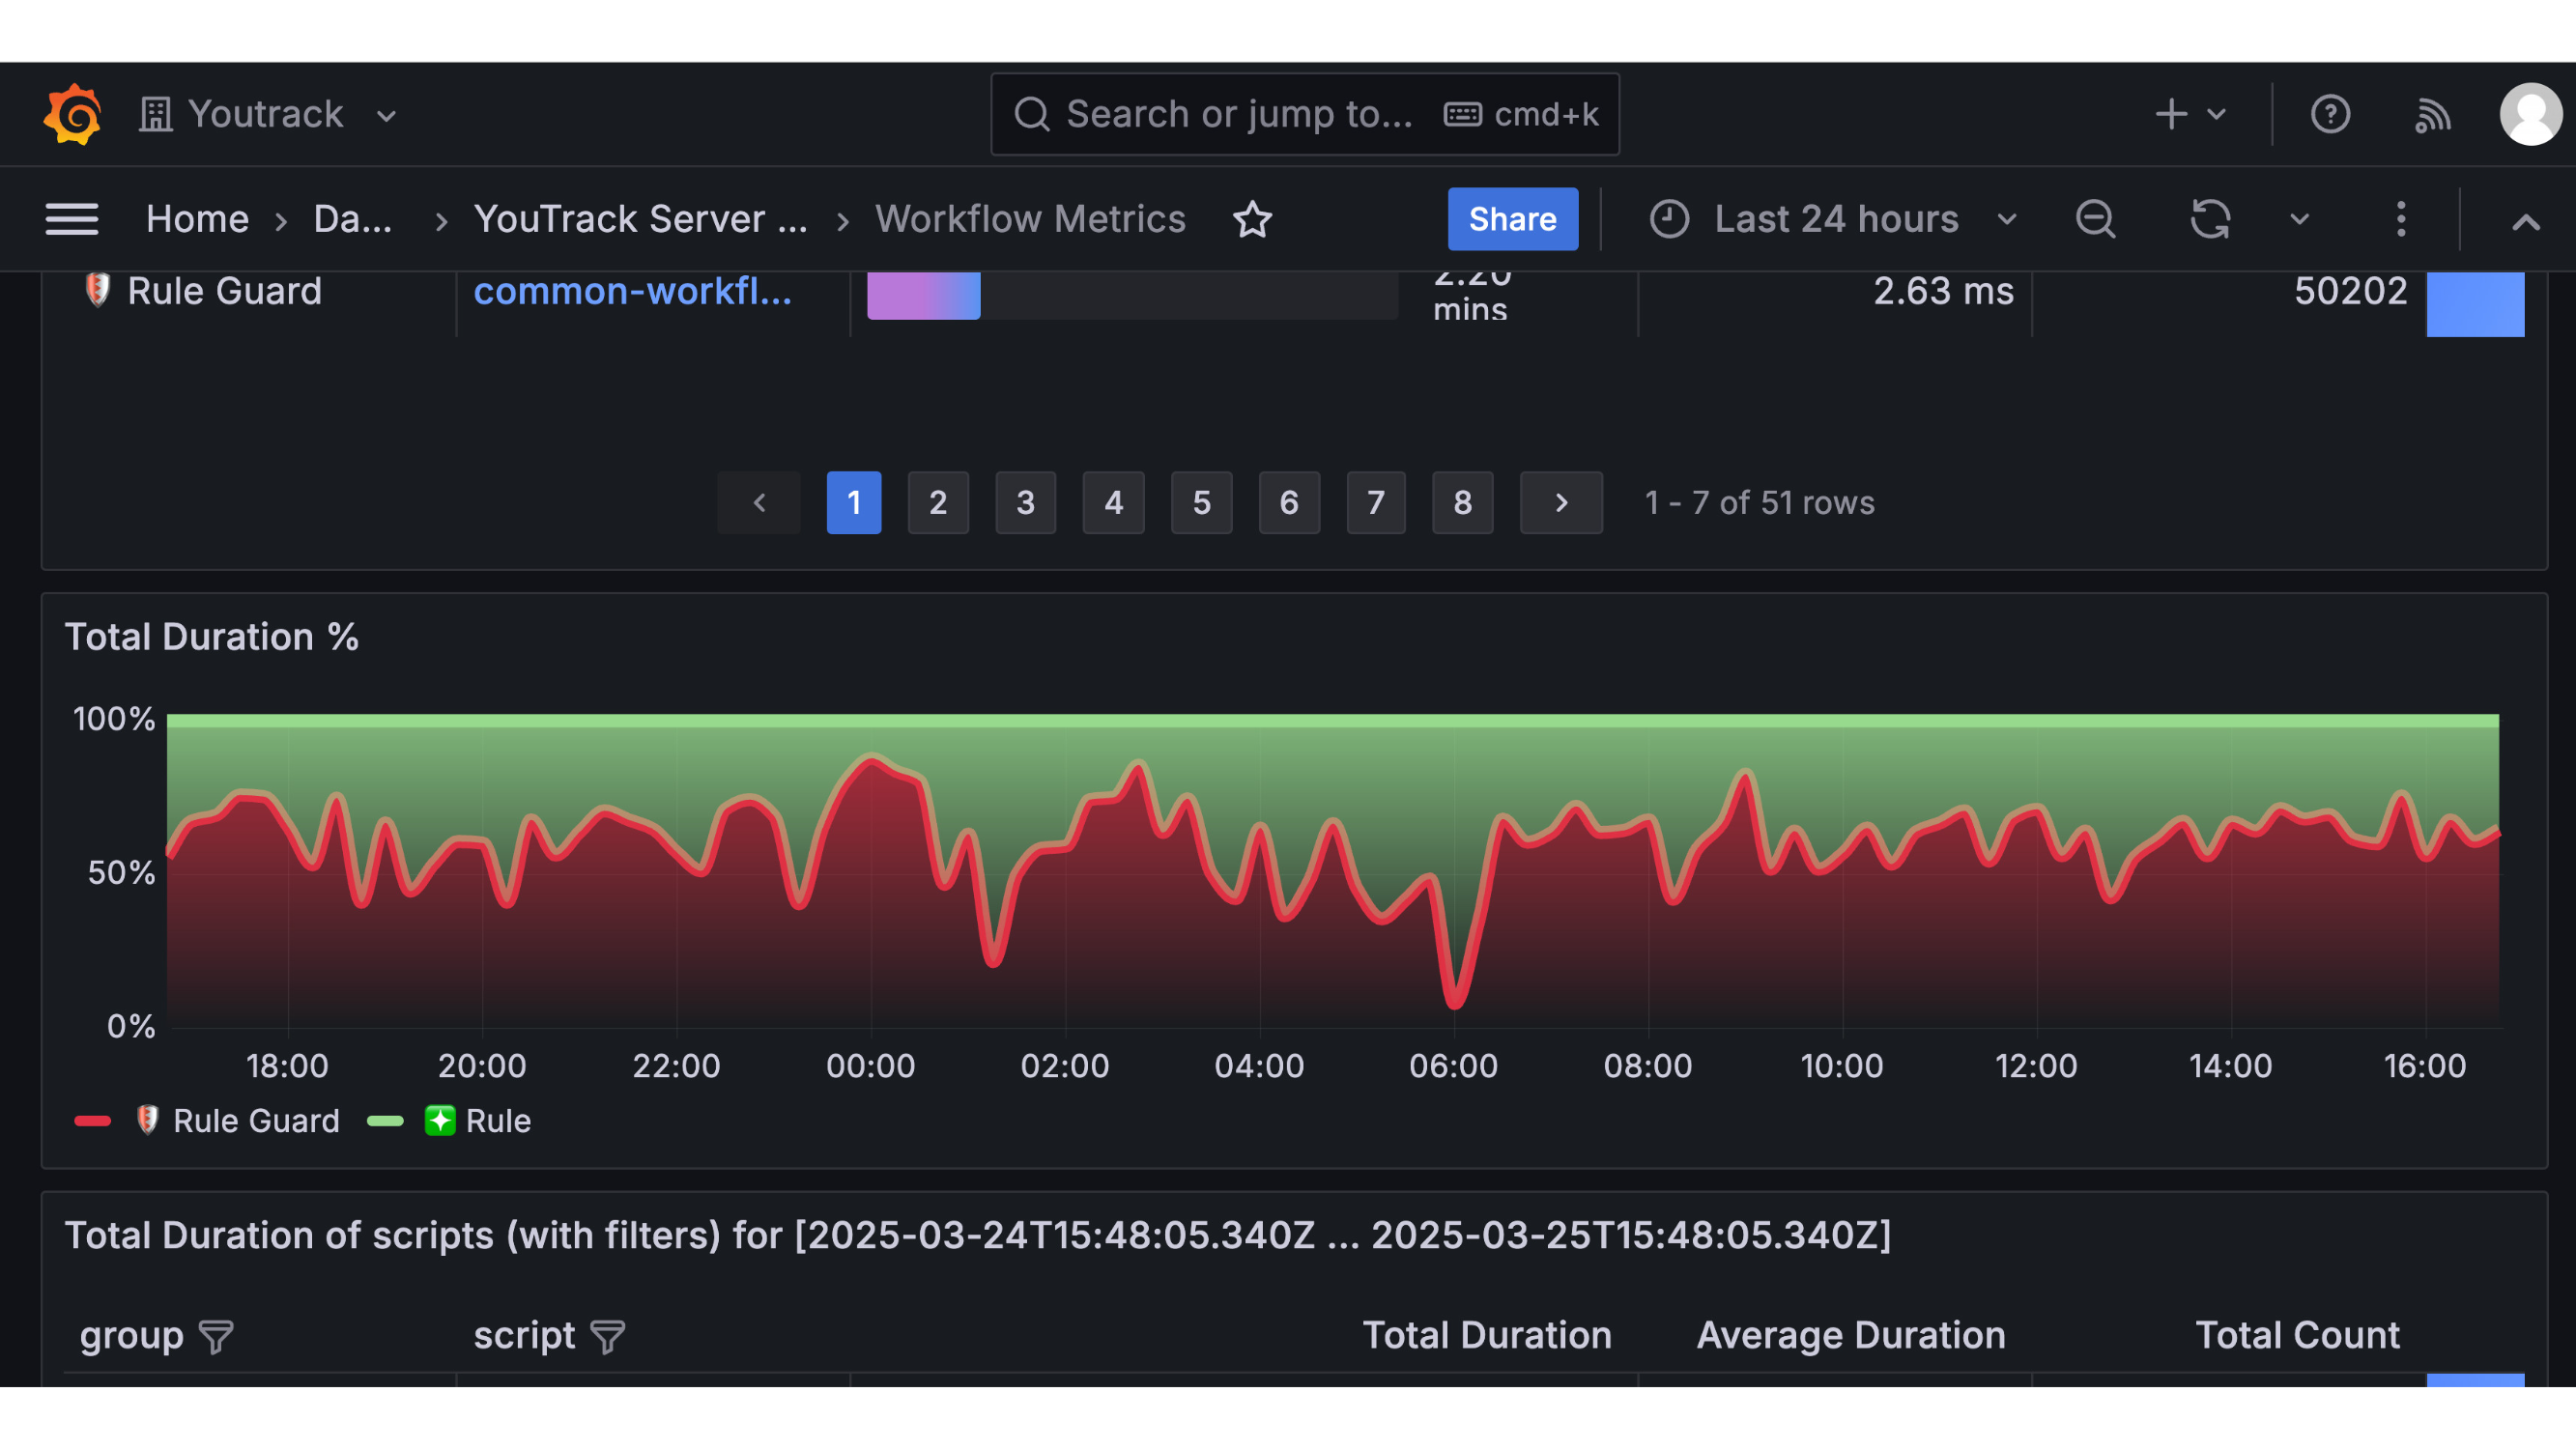 Youtrack
Search or jump to... cmd+k
Home › Da... › YouTrack Server ... › Workflow Metrics
Share
Last 24 hours
Rule Guard common-workfl... 2.20 mins 2.63 ms 50202
1 2 3 4 5 6 7 8 1 - 7 of 51 rows
Total Duration %
100%
50%
0%
18:00 20:00 22:00 00:00 02:00 04:00 06:00 08:00 10:00 12:00 14:00 16:00
Rule Guard Rule
Total Duration of scripts (with filters) for [2025-03-24T15:48:05.340Z ... 2025-03-25T15:48:05.340Z]
group script Total Duration Average Duration Total Count